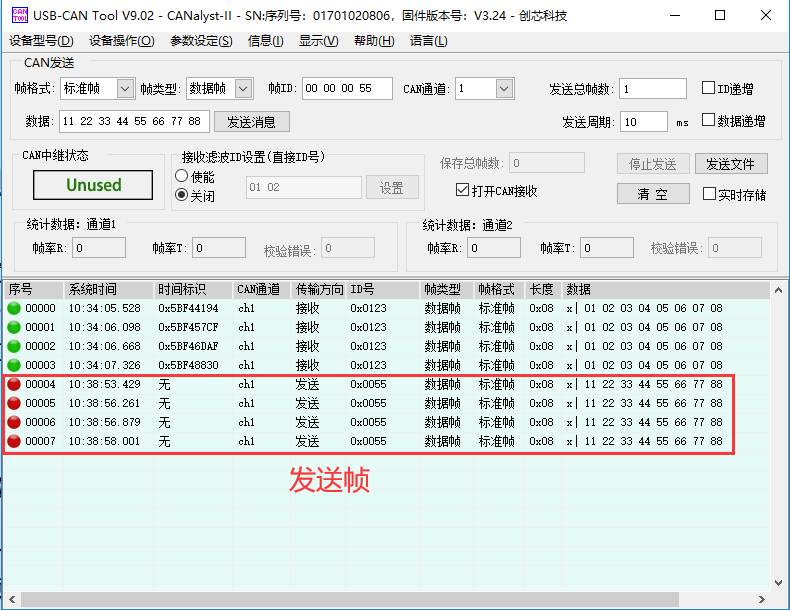 USB-CAN Tool V9.02 - CANalyst-II - SN:序列号: 01701020806, 固件版本号: V3.24 - 创芯科技
设备型号(D) 设备操作(O) 参数设定(S) 信息(I) 显示(V) 帮助(H) 语言(L)
CAN发送
帧格式: 标准帧 帧类型: 数据帧 帧ID: 00 00 00 55 CAN通道: 1 发送总帧数: 1 ID递增
数据: 11 22 33 44 55 66 77 88 发送消息 发送周期: 10 ms 数据递增
CAN中继状态 接收滤波ID设置(直接ID号) 保存总帧数: 0 停止发送 发送文件
Unused 使能 关闭 01 02 设置 打开CAN接收 清 空 实时存储
统计数据: 通道1 统计数据: 通道2
帧率R: 0 帧率T: 0 校验错误: 0 帧率R: 0 帧率T: 0 校验错误: 0
序号 系统时间 时间标识 CAN通道 传输方向 ID号 帧类型 帧格式 长度 数据
00000 10:34:05.528 0x5BF44194 ch1 接收 0x0123 数据帧 标准帧 0x08 x| 01 02 03 04 05 06 07 08
00001 10:34:06.098 0x5BF457CF ch1 接收 0x0123 数据帧 标准帧 0x08 x| 01 02 03 04 05 06 07 08
00002 10:34:06.668 0x5BF46DAF ch1 接收 0x0123 数据帧 标准帧 0x08 x| 01 02 03 04 05 06 07 08
00003 10:34:07.326 0x5BF48830 ch1 接收 0x0123 数据帧 标准帧 0x08 x| 01 02 03 04 05 06 07 08
00004 10:38:53.429 无 ch1 发送 0x0055 数据帧 标准帧 0x08 x| 11 22 33 44 55 66 77 88
00005 10:38:56.261 无 ch1 发送 0x0055 数据帧 标准帧 0x08 x| 11 22 33 44 55 66 77 88
00006 10:38:56.879 无 ch1 发送 0x0055 数据帧 标准帧 0x08 x| 11 22 33 44 55 66 77 88
00007 10:38:58.001 无 ch1 发送 0x0055 数据帧 标准帧 0x08 x| 11 22 33 44 55 66 77 88
发送帧